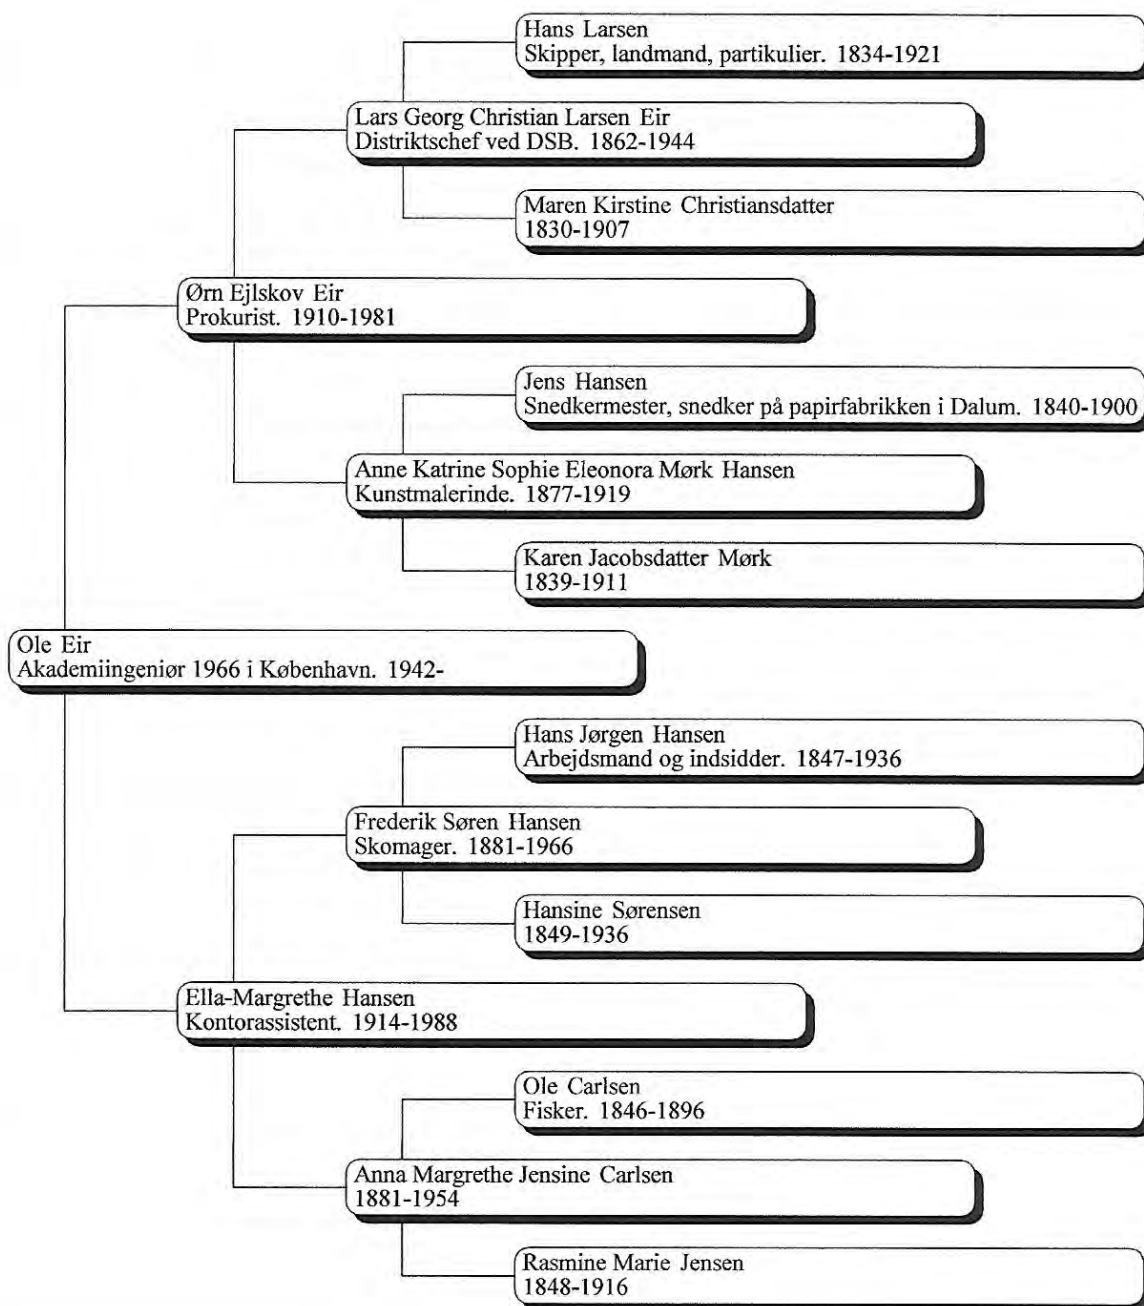 Hans Larsen
Skipper, landmand, partikulier. 1834-1921
Lars Georg Christian Larsen Eir
Distriktschef ved DSB. 1862-1944
Maren Kirstine Christiansdatter
1830-1907
Ørn Ejlskov Eir
Prokurist. 1910-1981
Jens Hansen
Snedkermester, snedker på papirfabrikken i Dalum. 1840-1900
Anne Katrine Sophie Eleonora Mørk Hansen
Kunstmalerinde. 1877-1919
Karen Jacobsdatter Mørk
1839-1911
Ole Eir
Akademiingeniør 1966 i København. 1942-
Hans Jørgen Hansen
Arbejdsmand og indsidder. 1847-1936
Frederik Søren Hansen
Skomager. 1881-1966
Hansine Sørensen
1849-1936
Ella-Margrethe Hansen
Kontorassistent. 1914-1988
Ole Carlsen
Fisker. 1846-1896
Anna Margrethe Jensine Carlsen
1881-1954
Rasmine Marie Jensen
1848-1916